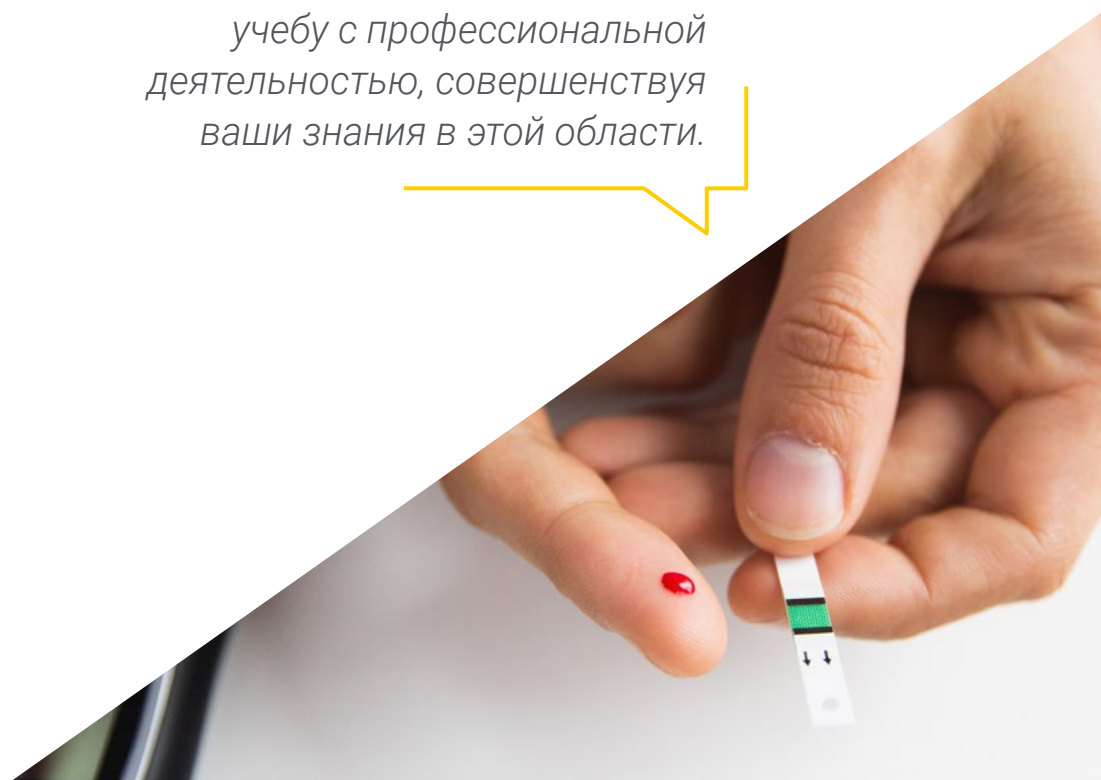 учебу с профессиональной
деятельностью, совершенствуя
ваши знания в этой области.